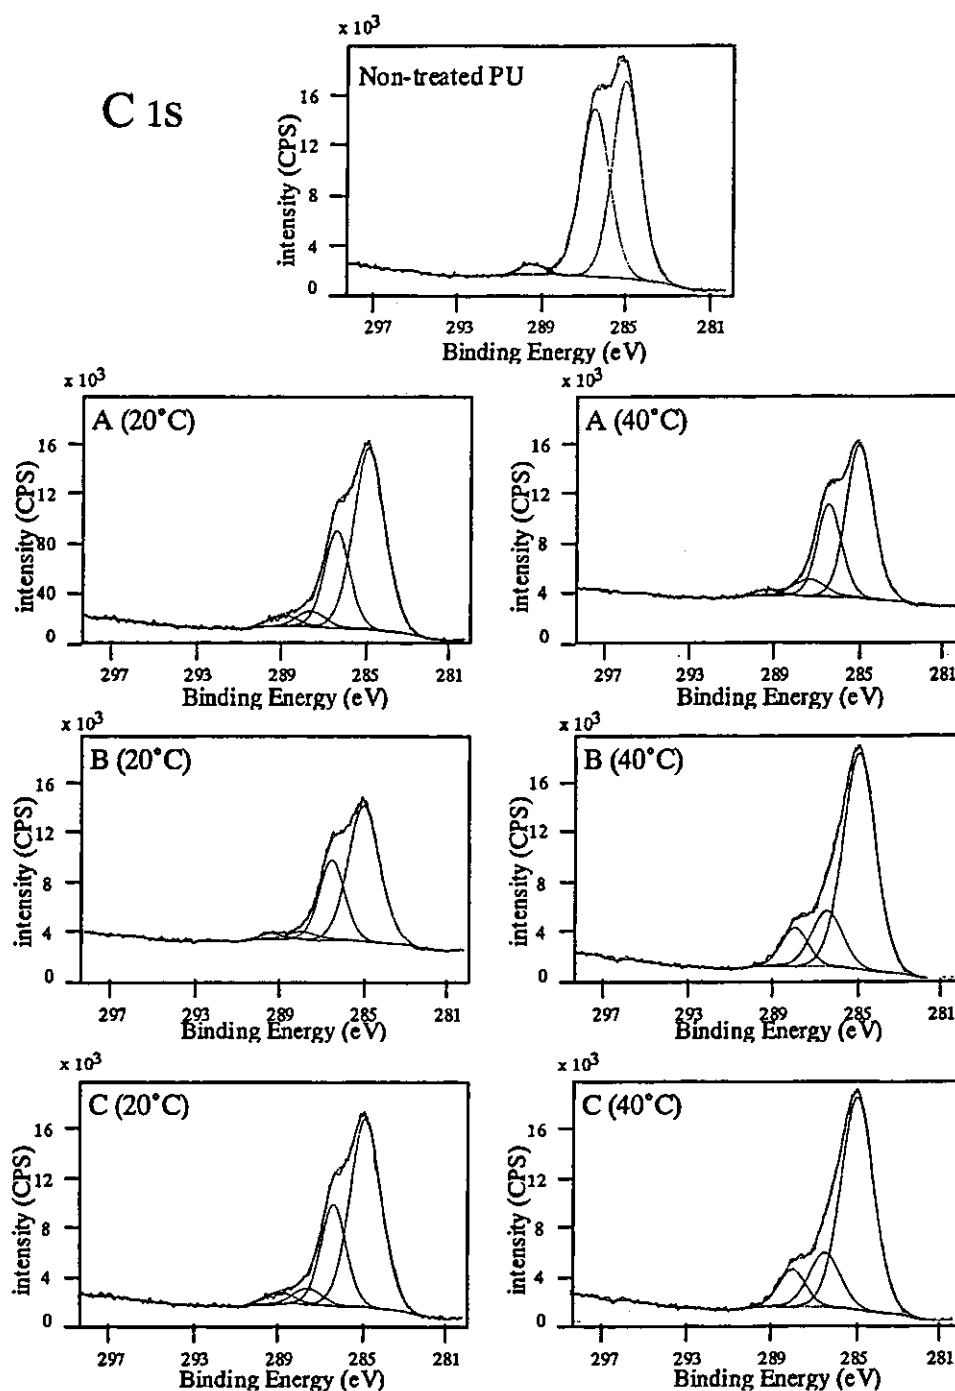 x 10³
Non-treated PU
C 1s
16
12
8
4
0
intensity (CPS)
297 293 289 285 281
Binding Energy (eV)
x 10³
A (20°C)
16
12
80
40
0
intensity (CPS)
297 293 289 285 281
Binding Energy (eV)
x 10³
A (40°C)
16
12
8
4
0
intensity (CPS)
297 293 289 285 281
Binding Energy (eV)
x 10³
B (20°C)
16
12
8
4
0
intensity (CPS)
297 293 289 285 281
Binding Energy (eV)
x 10³
B (40°C)
16
12
8
4
0
intensity (CPS)
297 293 289 285 281
Binding Energy (eV)
x 10³
C (20°C)
16
12
8
4
0
intensity (CPS)
297 293 289 285 281
Binding Energy (eV)
x 10³
C (40°C)
16
12
8
4
0
intensity (CPS)
297 293 289 285 281
Binding Energy (eV)